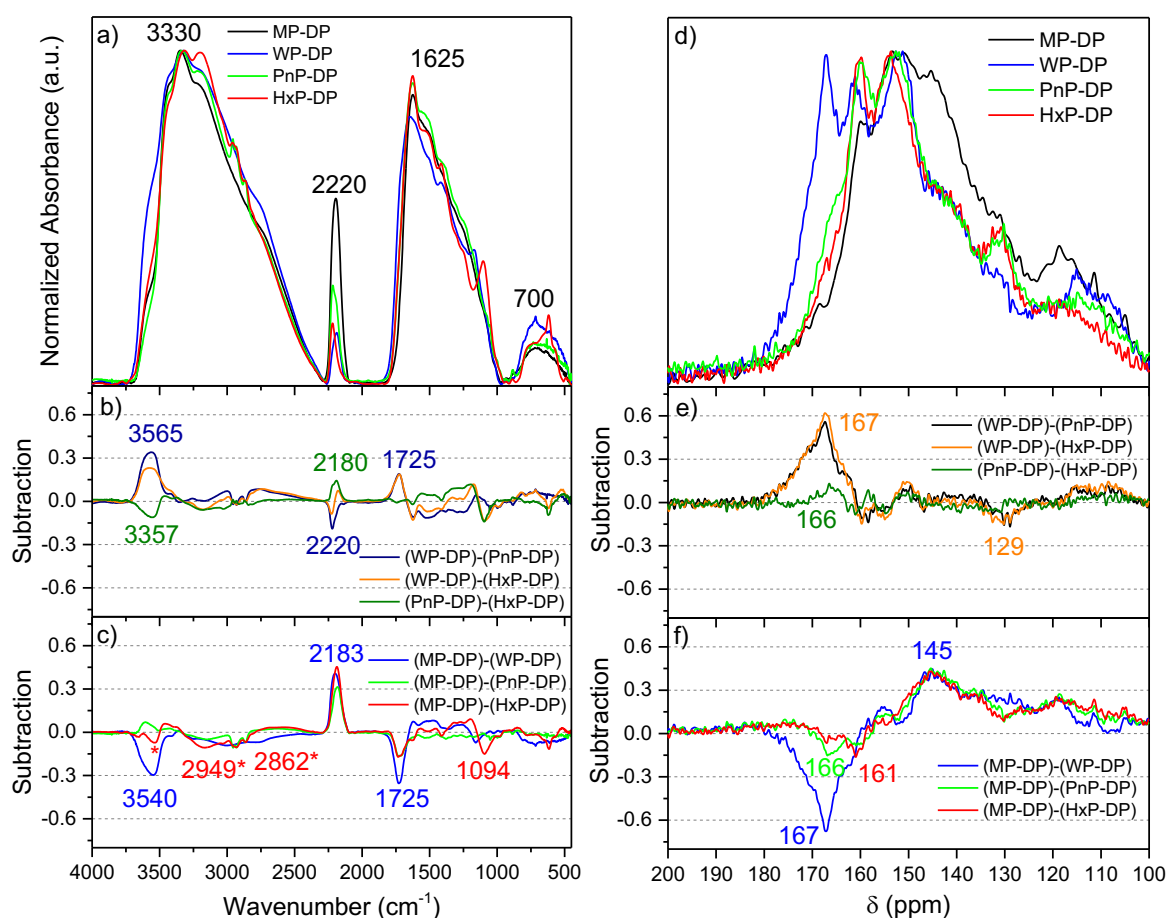 a)
3330
MP-DP
WP-DP
PnP-DP
HxP-DP
1625
2220
700
Normalized Absorbance (a.u.)
b)
3565
2180
1725
3357
2220
(WP-DP)-(PnP-DP)
(WP-DP)-(HxP-DP)
(PnP-DP)-(HxP-DP)
0.6
0.3
0.0
-0.3
-0.6
Subtraction
c)
2183
(MP-DP)-(WP-DP)
(MP-DP)-(PnP-DP)
(MP-DP)-(HxP-DP)
*
2949*
2862*
1094
3540
1725
0.6
0.3
0.0
-0.3
-0.6
Subtraction
4000 3500 3000 2500 2000 1500 1000 500
Wavenumber (cm-1)
d)
MP-DP
WP-DP
PnP-DP
HxP-DP
e)
167
(WP-DP)-(PnP-DP)
(WP-DP)-(HxP-DP)
(PnP-DP)-(HxP-DP)
166
129
0.6
0.3
0.0
-0.3
-0.6
Subtraction
f)
145
166
161
167
(MP-DP)-(WP-DP)
(MP-DP)-(PnP-DP)
(MP-DP)-(HxP-DP)
0.6
0.3
0.0
-0.3
-0.6
Subtraction
200 190 180 170 160 150 140 130 120 110 100
δ (ppm)